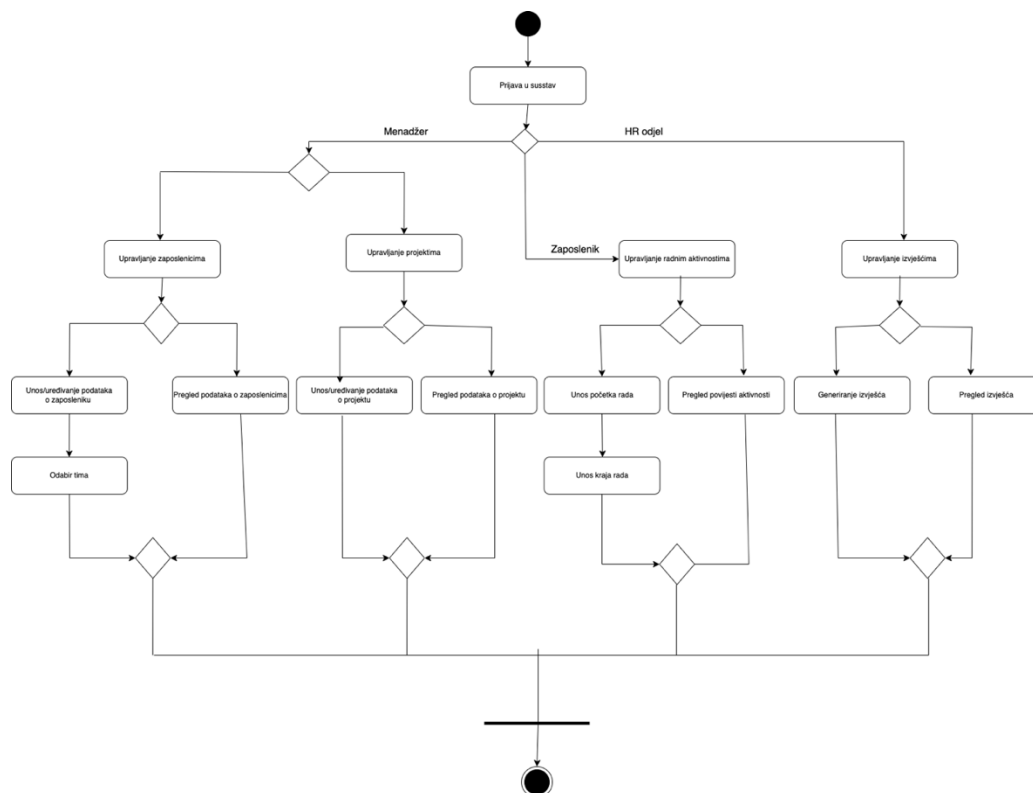 Prijava u susstav
Menadžer
HR odjel
Upravljanje zaposlenicima
Upravljanje projektima
Zaposlenik
Upravljanje radnim aktivnostima
Upravljanje izvješćima
Unos/uređivanje podataka
o zaposleniku
Pregled podataka o zaposlenicima
Unos/uređivanje podataka
o projektu
Pregled podataka o projektu
Unos početka rada
Pregled povijesti aktivnosti
Generiranje izvješća
Pregled izvješća
Odabir tima
Unos kraja rada